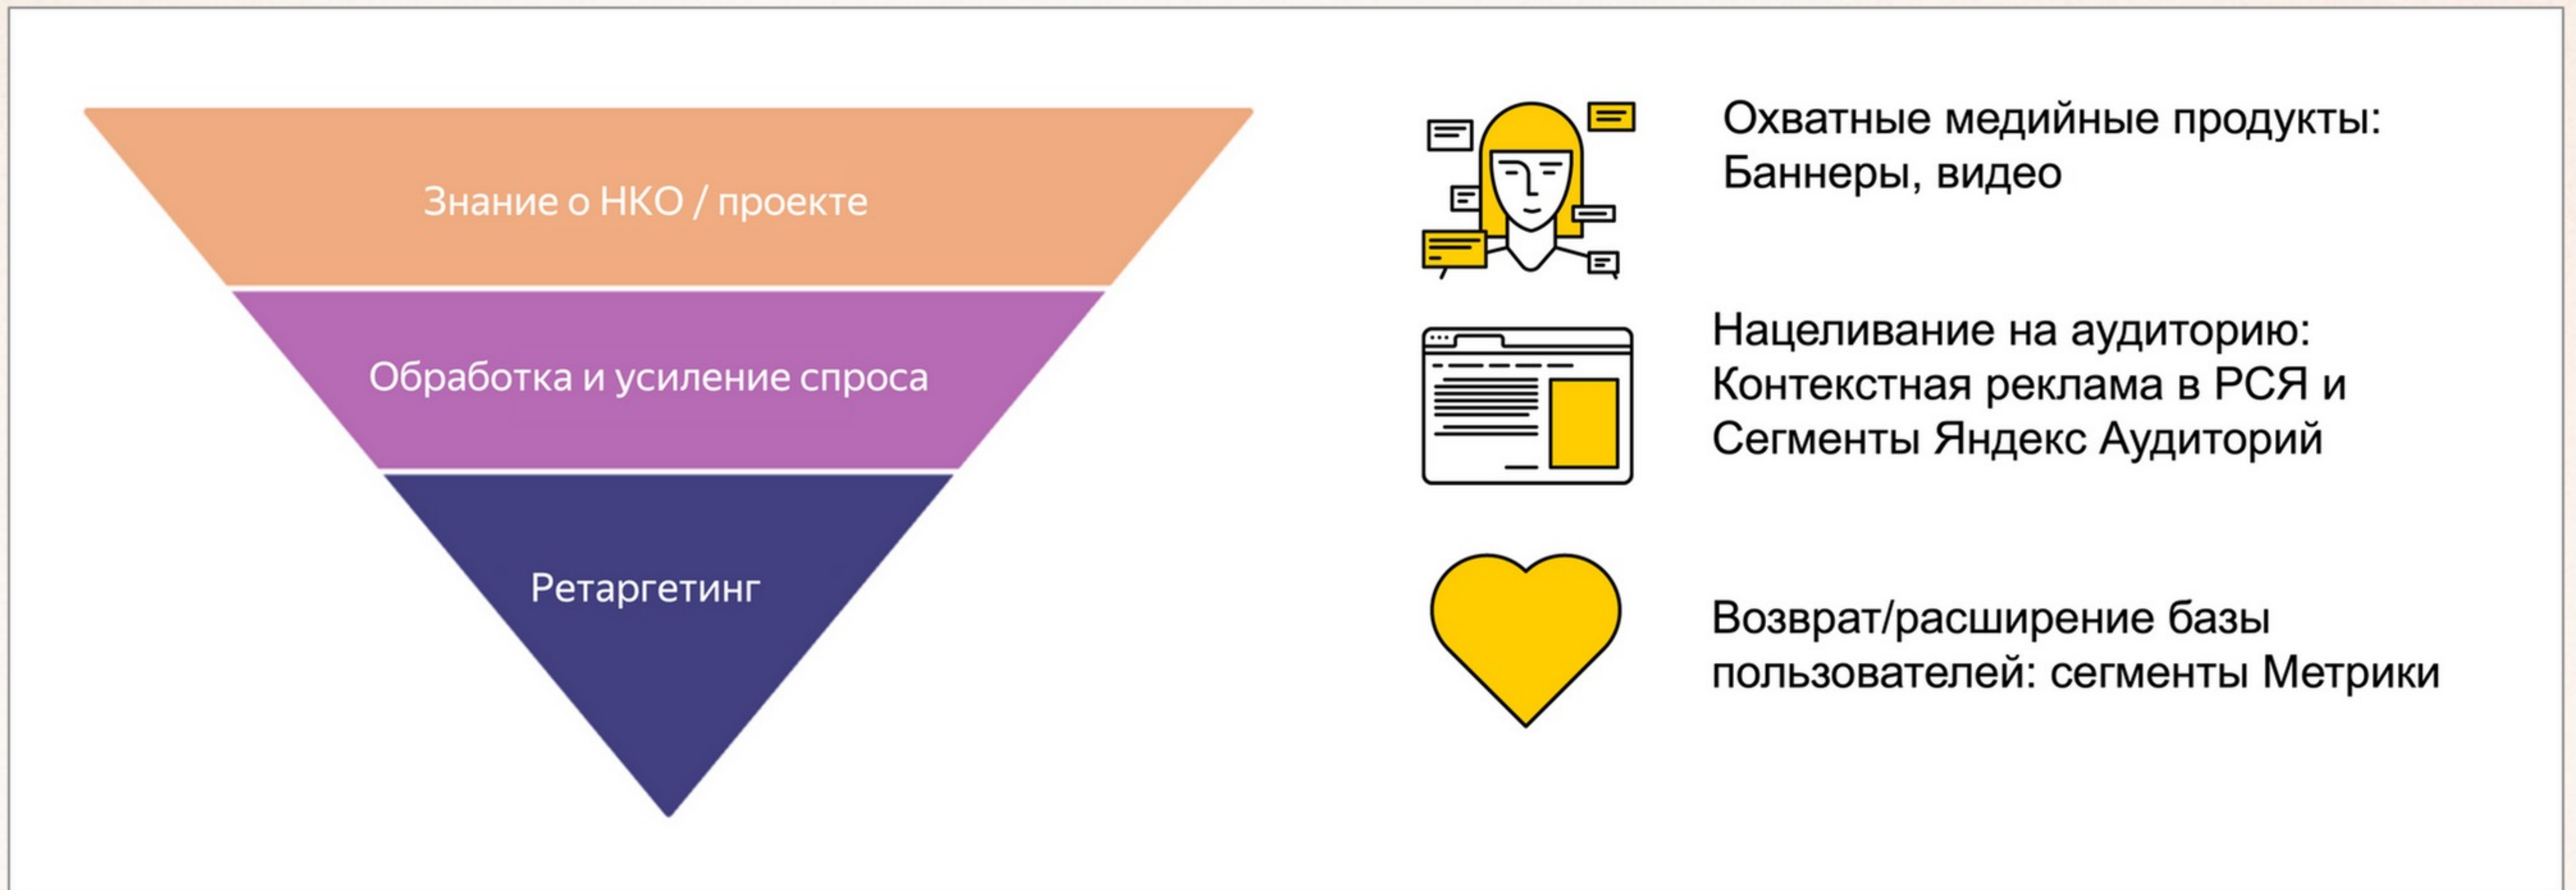 Знание о НКО / проекте
Обработка и усиление спроса
Ретаргетинг
Охватные медийные продукты:
Баннеры, видео
Нацеливание на аудиторию:
Контекстная реклама в РСЯ и
Сегменты Яндекс Аудиторий
Возврат/расширение базы
пользователей: сегменты Метрики